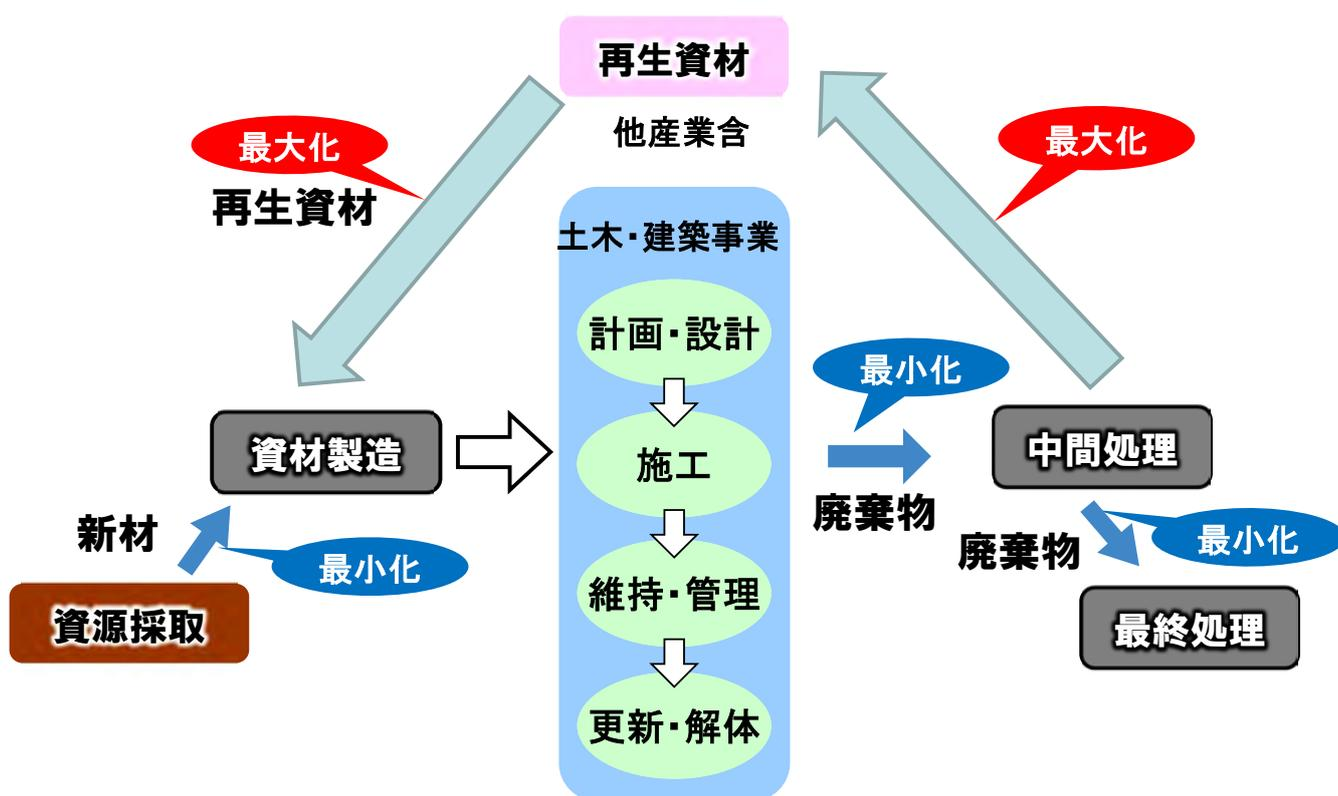 再生資材
他産業含
最大化
再生資材
最大化
土木・建築事業
計画・設計
施工
維持・管理
更新・解体
資材製造
新材
最小化
資源採取
最小化
廃棄物
中間処理
廃棄物
最小化
最終処理